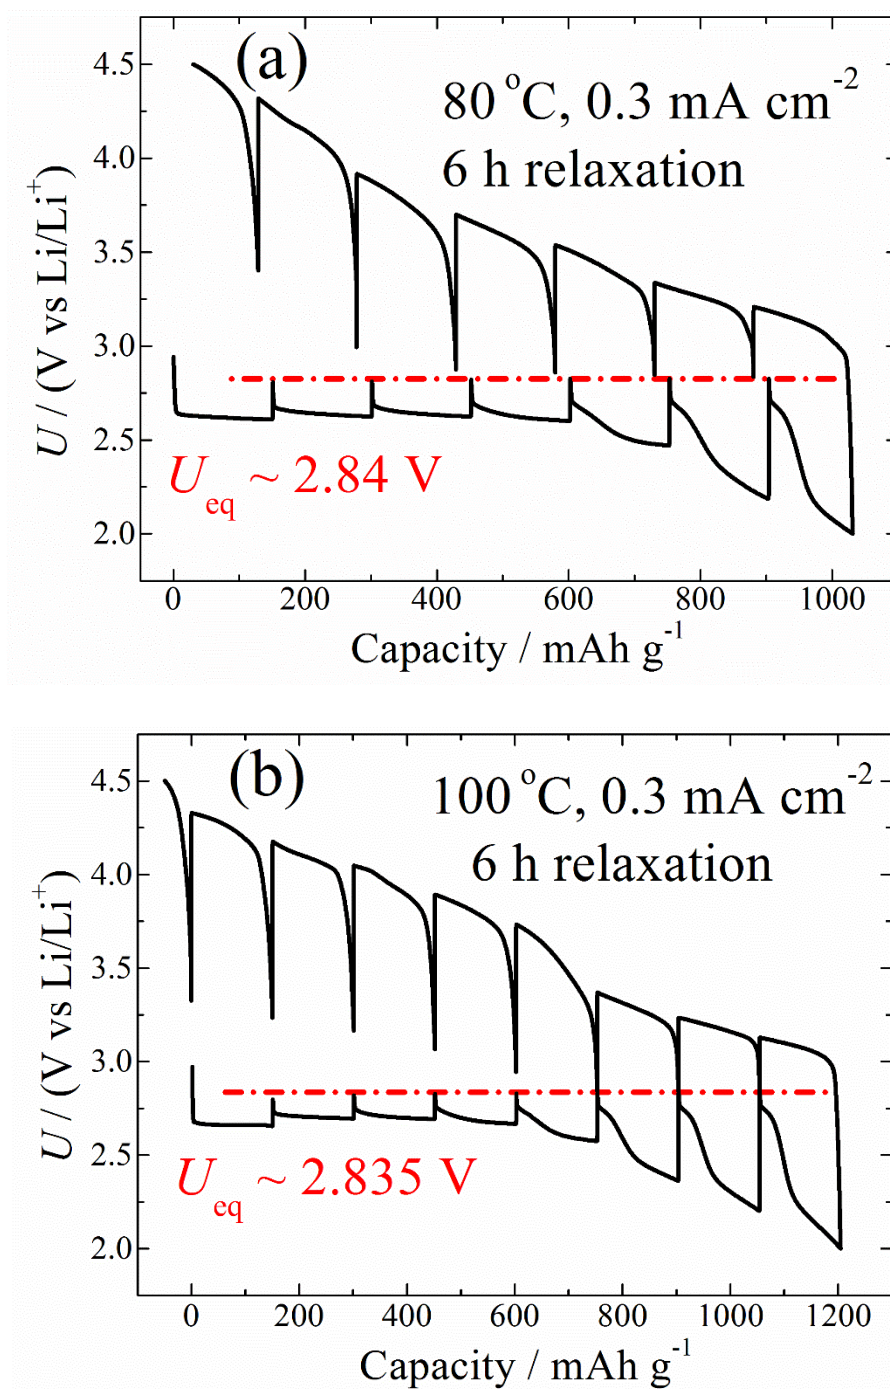 (a)
80 °C, 0.3 mA cm⁻²
6 h relaxation
4.5
4.0
3.5
3.0
2.5
2.0
U / (V vs Li/Li⁺)
U_eq ~ 2.84 V
0 200 400 600 800 1000
Capacity / mAh g⁻¹
(b)
100 °C, 0.3 mA cm⁻²
6 h relaxation
4.5
4.0
3.5
3.0
2.5
2.0
U / (V vs Li/Li⁺)
U_eq ~ 2.835 V
0 200 400 600 800 1000 1200
Capacity / mAh g⁻¹